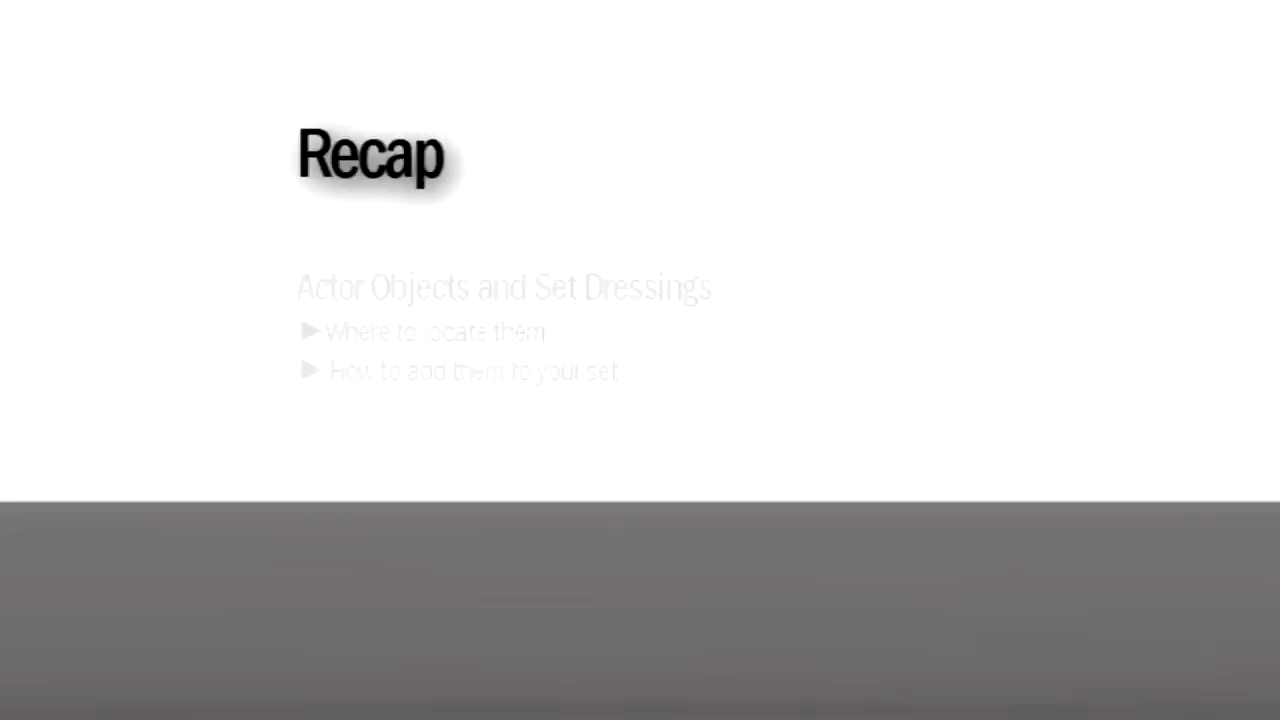 Recap
Actor Objects and Set Dressings
► Where to locate them
► How to add them to your set